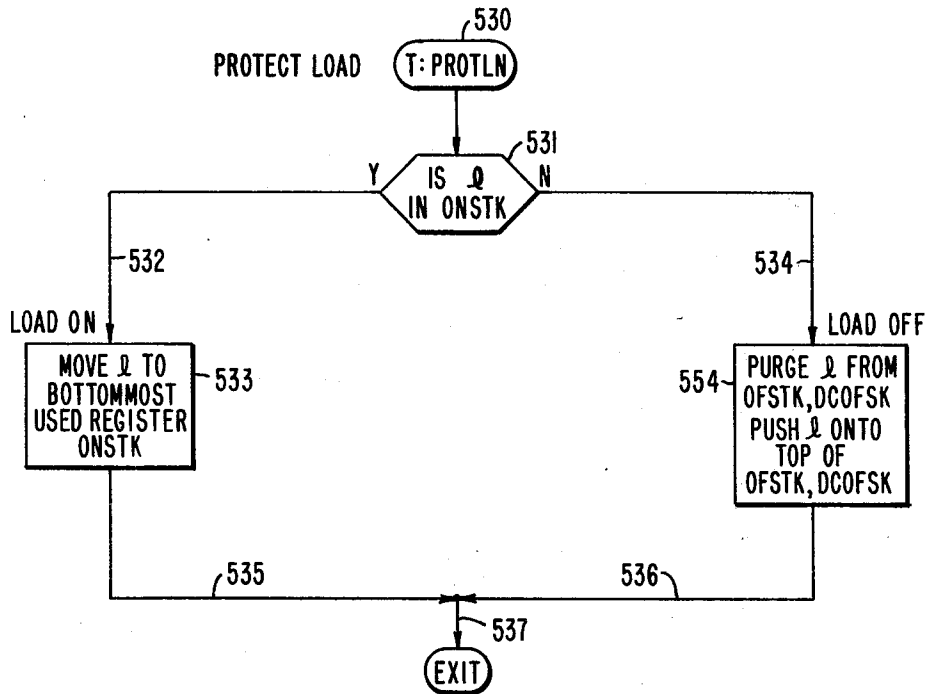 530
PROTECT LOAD
T: PROTLN
531
Y
IS ℓ
IN ONSTK
N
532
534
LOAD ON
LOAD OFF
MOVE ℓ TO
BOTTOMMOST
USED REGISTER
ONSTK
533
554
PURGE ℓ FROM
OFSTK, DCOFSK
PUSH ℓ ONTO
TOP OF
OFSTK, DCOFSK
535
536
537
EXIT